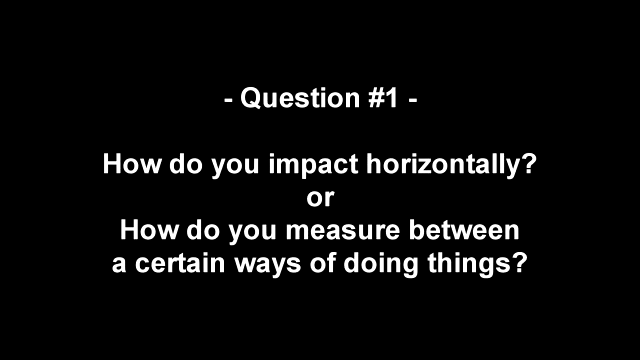 - Question #1 -
How do you impact horizontally?
or
How do you measure between
a certain ways of doing things?